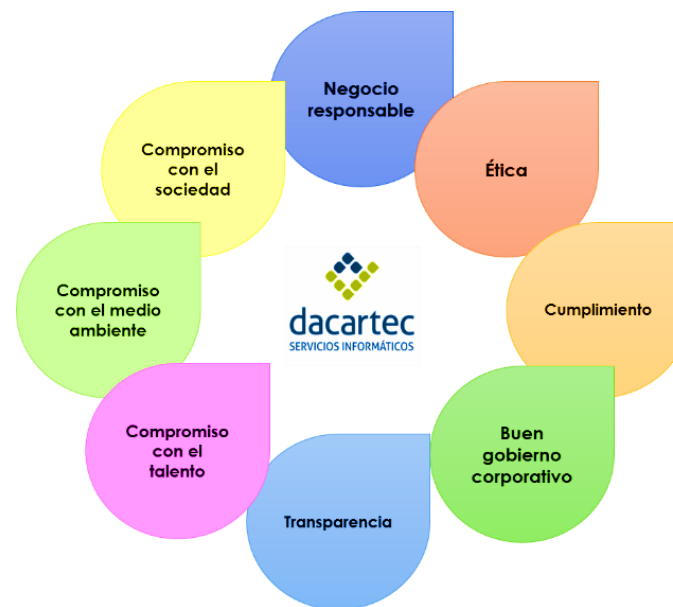 Negocio
responsable
Ética
Cumplimiento
Buen
gobierno
corporativo
Transparencia
Compromiso
con el
talento
Compromiso
con el medio
ambiente
Compromiso
con el
sociedad
dacartec
SERVICIOS INFORMÁTICOS